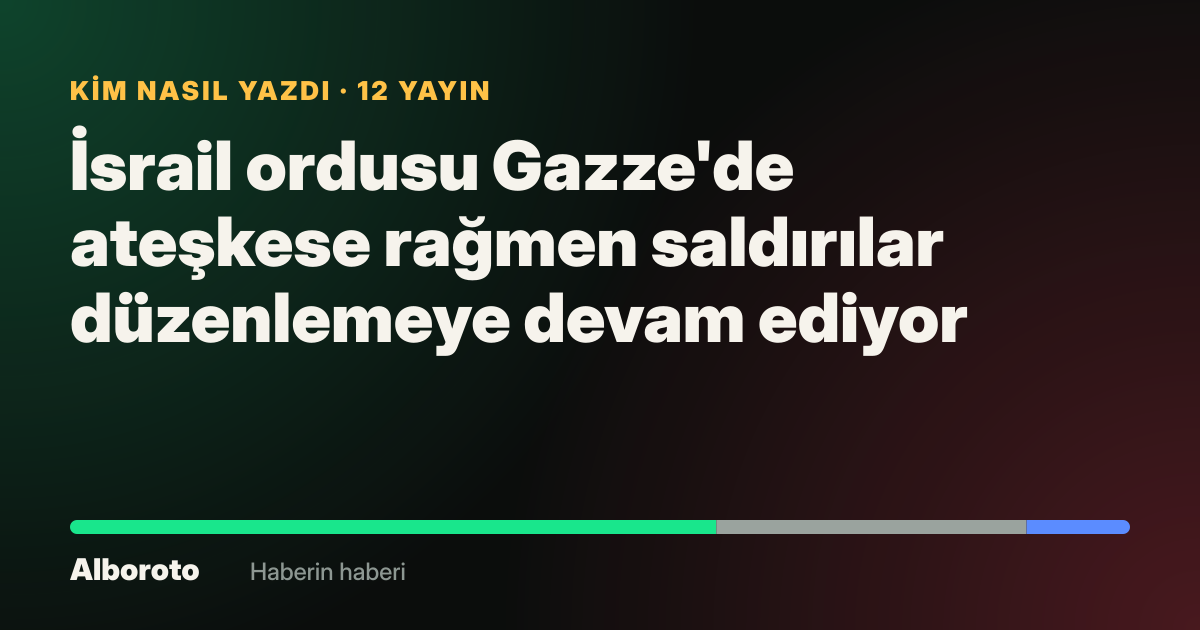 KİM NASIL YAZDI · 12 YAYIN
İsrail ordusu Gazze'de
ateşkese rağmen saldırılar
düzenlemeye devam ediyor
Alboroto Haberin haberi